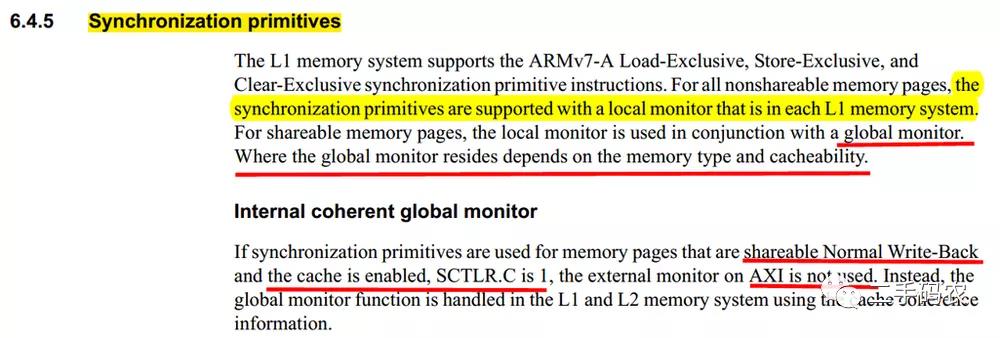 6.4.5 Synchronization primitives
The L1 memory system supports the ARMv7-A Load-Exclusive, Store-Exclusive, and
Clear-Exclusive synchronization primitive instructions. For all nonshareable memory pages, the
synchronization primitives are supported with a local monitor that is in each L1 memory system.
For shareable memory pages, the local monitor is used in conjunction with a global monitor.
Where the global monitor resides depends on the memory type and cacheability.
Internal coherent global monitor
If synchronization primitives are used for memory pages that are shareable Normal Write-Back
and the cache is enabled, SCTLR.C is 1, the external monitor on AXI is not used. Instead, the
global monitor function is handled in the L1 and L2 memory system using the cache coherence
information.
二手码农